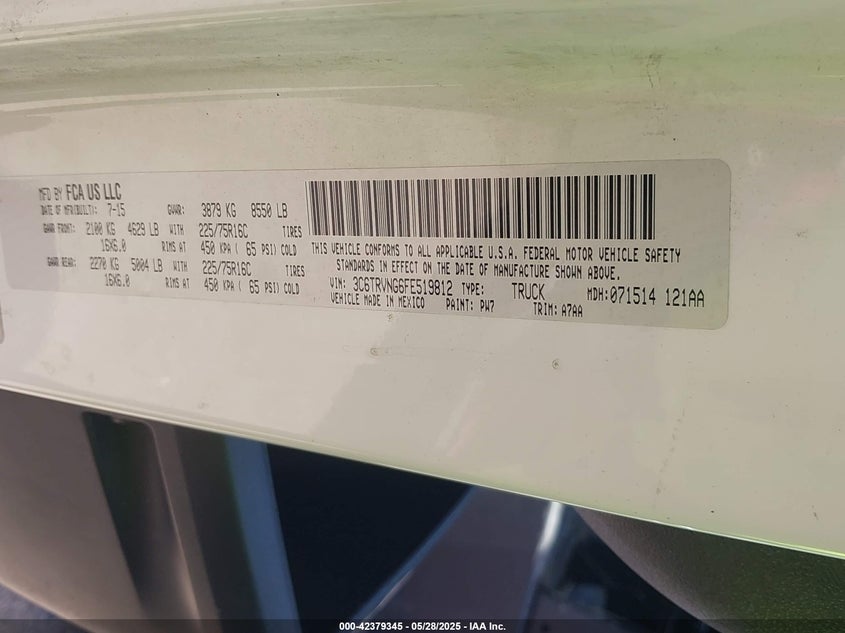 MFD BY FCA US LLC
DATE OF MFR(BUILT): 7-15 GVWR: 3879 KG 8550 LB
GAWR FRONT: 2100 KG 4629 LB WITH 225/75R16C TIRES
16X6.0 RIMS AT 450 KPA ( 65 PSI) COLD
GAWR REAR: 2270 KG 5004 LB WITH 225/75R16C TIRES
16X6.0 RIMS AT 450 KPA ( 65 PSI) COLD
THIS VEHICLE CONFORMS TO ALL APPLICABLE U.S.A. FEDERAL MOTOR VEHICLE SAFETY
STANDARDS IN EFFECT ON THE DATE OF MANUFACTURE SHOWN ABOVE.
VIN: 3C6TRVNG6FE519812 TYPE: TRUCK MDH:071514 121AA
VEHICLE MADE IN MEXICO PAINT: PW7 TRIM: A7AA
000-42379345 - 05/28/2025 - IAA Inc.